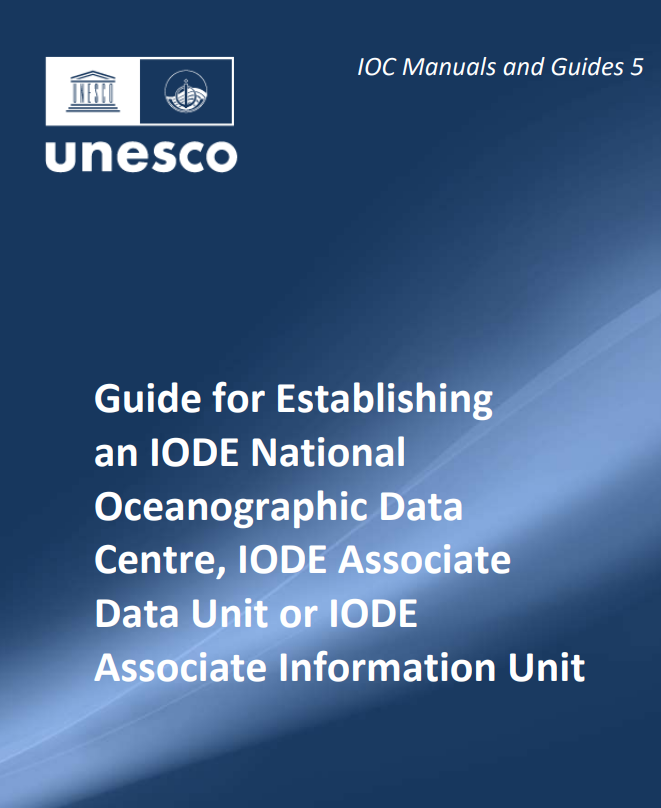 IOC Manuals and Guides 5
UNESCO
unesco
Guide for Establishing
an IODE National
Oceanographic Data
Centre, IODE Associate
Data Unit or IODE
Associate Information Unit